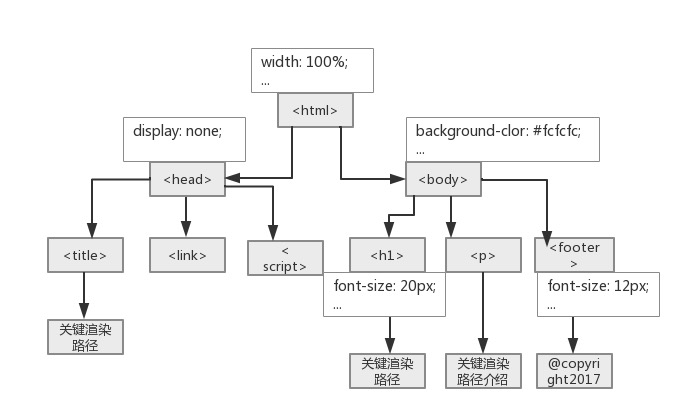 width: 100%;
...
<html>
display: none;
background-clor: #fcfcfc;
...
<head>
<body>
<title>
<link>
<
script>
<h1>
<p>
<footer
>
font-size: 20px;
...
font-size: 12px;
...
关键渲染
路径
关键渲染
路径
关键渲染
路径介绍
@copyri
ght2017